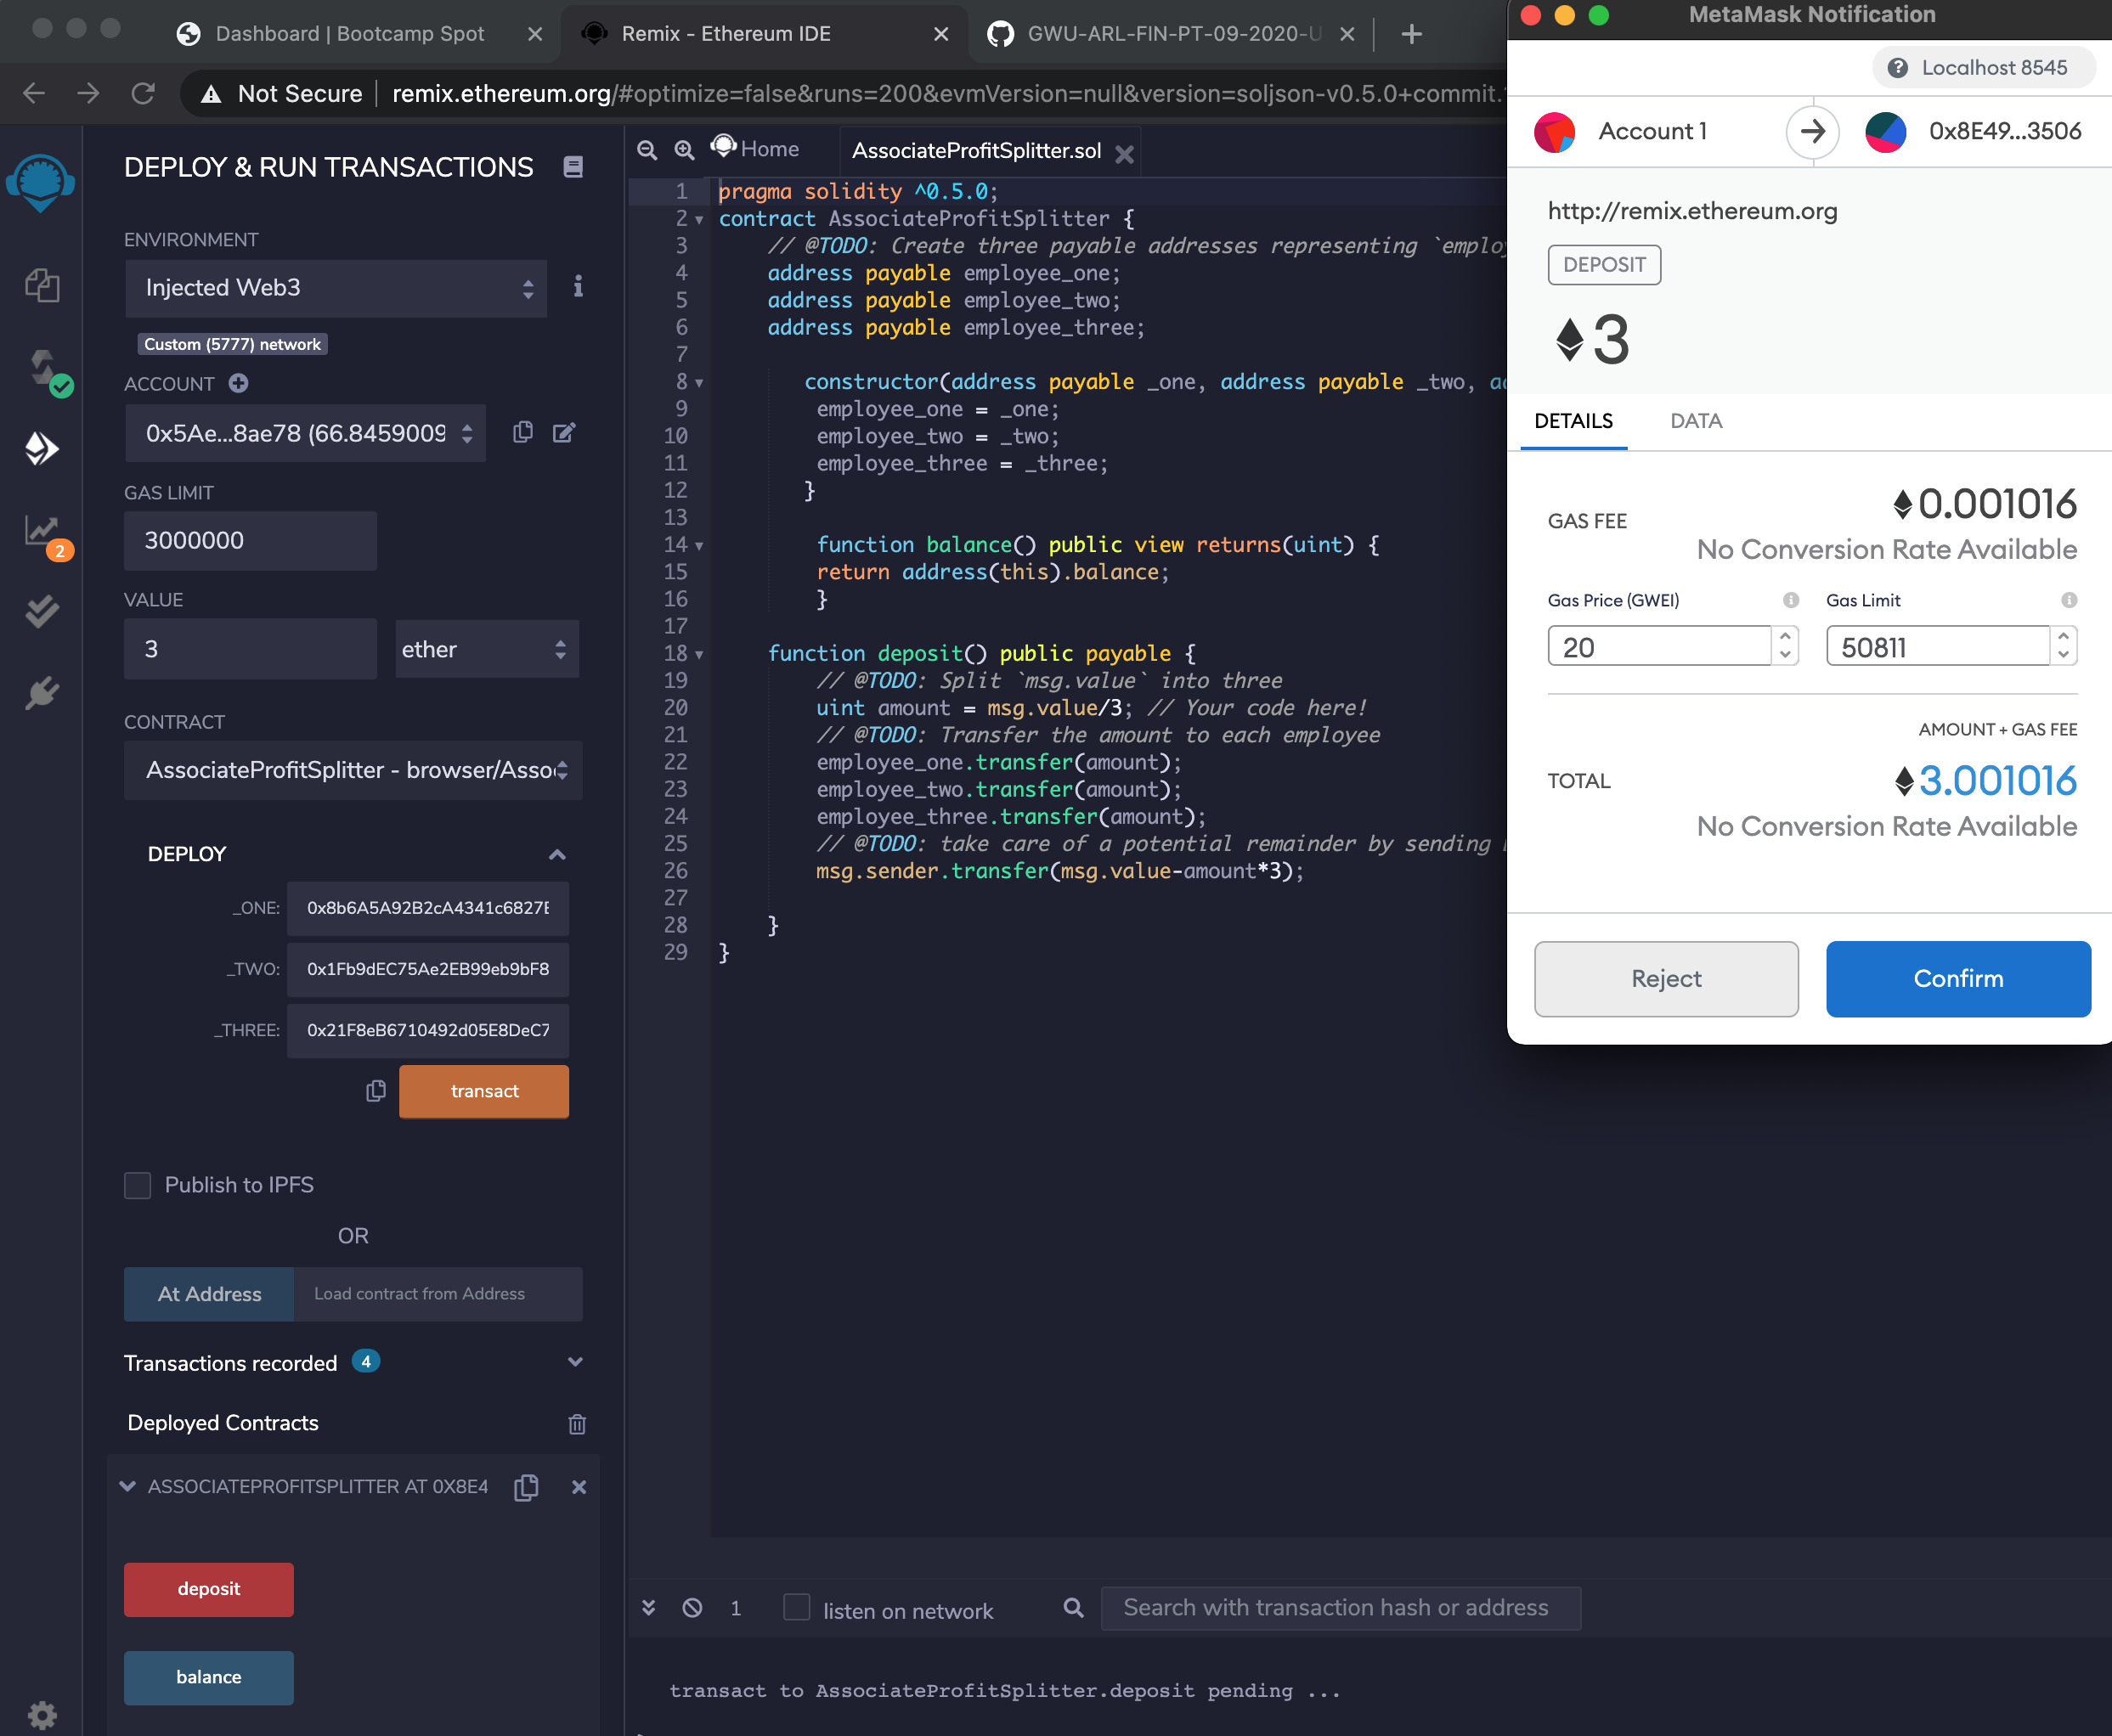 Dashboard | Bootcamp Spot
Remix - Ethereum IDE
GWU-ARL-FIN-PT-09-2020-U
Not Secure
remix.ethereum.org/#optimize=false&runs=200&evmVersion=null&version=soljson-v0.5.0+commit.
DEPLOY & RUN TRANSACTIONS
ENVIRONMENT
Injected Web3
Custom (5777) network
ACCOUNT
0x5Ae...8ae78 (66.8459009
GAS LIMIT
3000000
VALUE
3
ether
CONTRACT
AssociateProfitSplitter - browser/Asso
DEPLOY
_ONE:
0x8b6A5A92B2cA4341c6827E
_TWO:
0x1Fb9dEC75Ae2EB99eb9bF8
_THREE:
0x21F8eB6710492d05E8DeC7
transact
Publish to IPFS
OR
At Address
Load contract from Address
Transactions recorded 4
Deployed Contracts
ASSOCIATEPROFITSPLITTER AT 0X8E4
deposit
balance
2
Home
AssociateProfitSplitter.sol
1 pragma solidity ^0.5.0;
2 contract AssociateProfitSplitter {
3 // @TODO: Create three payable addresses representing `emplo
4 address payable employee_one;
5 address payable employee_two;
6 address payable employee_three;
7
8 constructor(address payable _one, address payable _two, a
9 employee_one = _one;
10 employee_two = _two;
11 employee_three = _three;
12 }
13
14 function balance() public view returns(uint) {
15 return address(this).balance;
16 }
17
18 function deposit() public payable {
19 // @TODO: Split `msg.value` into three
20 uint amount = msg.value/3; // Your code here!
21 // @TODO: Transfer the amount to each employee
22 employee_one.transfer(amount);
23 employee_two.transfer(amount);
24 employee_three.transfer(amount);
25 // @TODO: take care of a potential remainder by sending
26 msg.sender.transfer(msg.value-amount*3);
27
28 }
29 }
1
listen on network
Search with transaction hash or address
transact to AssociateProfitSplitter.deposit pending ...
MetaMask Notification
Localhost 8545
Account 1
0x8E49...3506
http://remix.ethereum.org
DEPOSIT
3
DETAILS
DATA
GAS FEE
0.001016
No Conversion Rate Available
Gas Price (GWEI)
Gas Limit
20
50811
AMOUNT + GAS FEE
TOTAL
3.001016
No Conversion Rate Available
Reject
Confirm